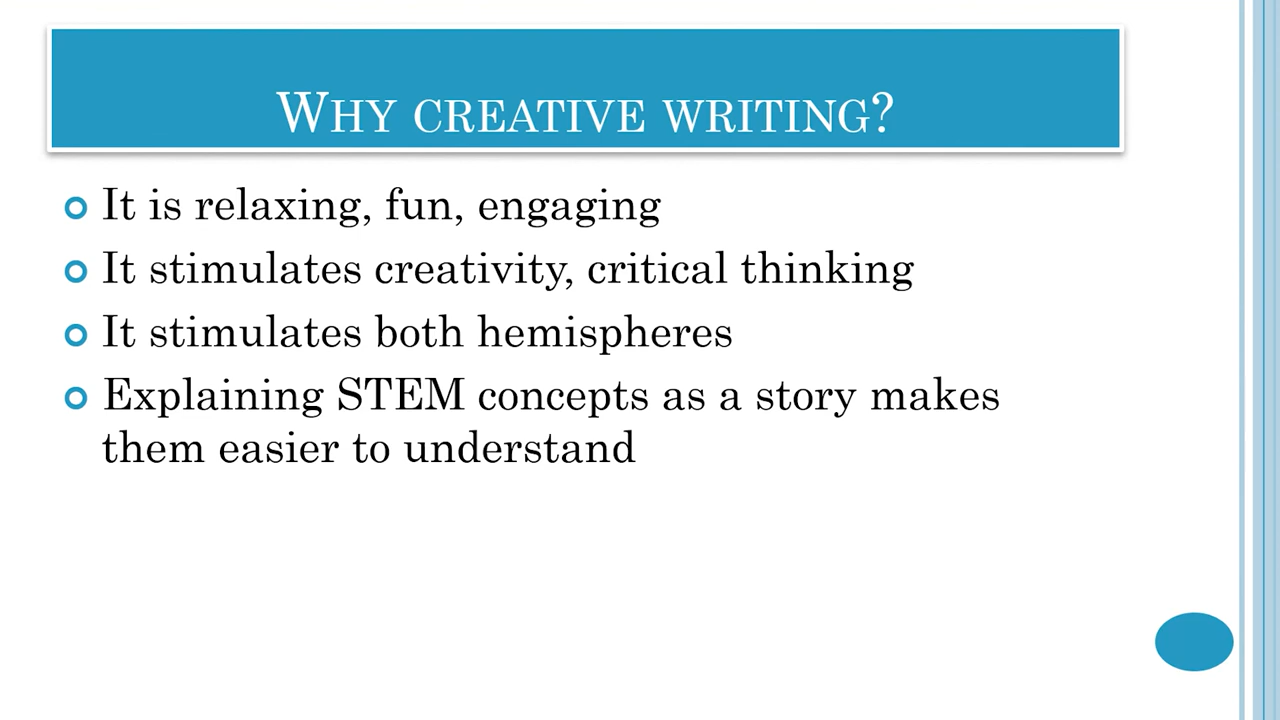 Why creative writing?
It is relaxing, fun, engaging
It stimulates creativity, critical thinking
It stimulates both hemispheres
Explaining STEM concepts as a story makes
them easier to understand